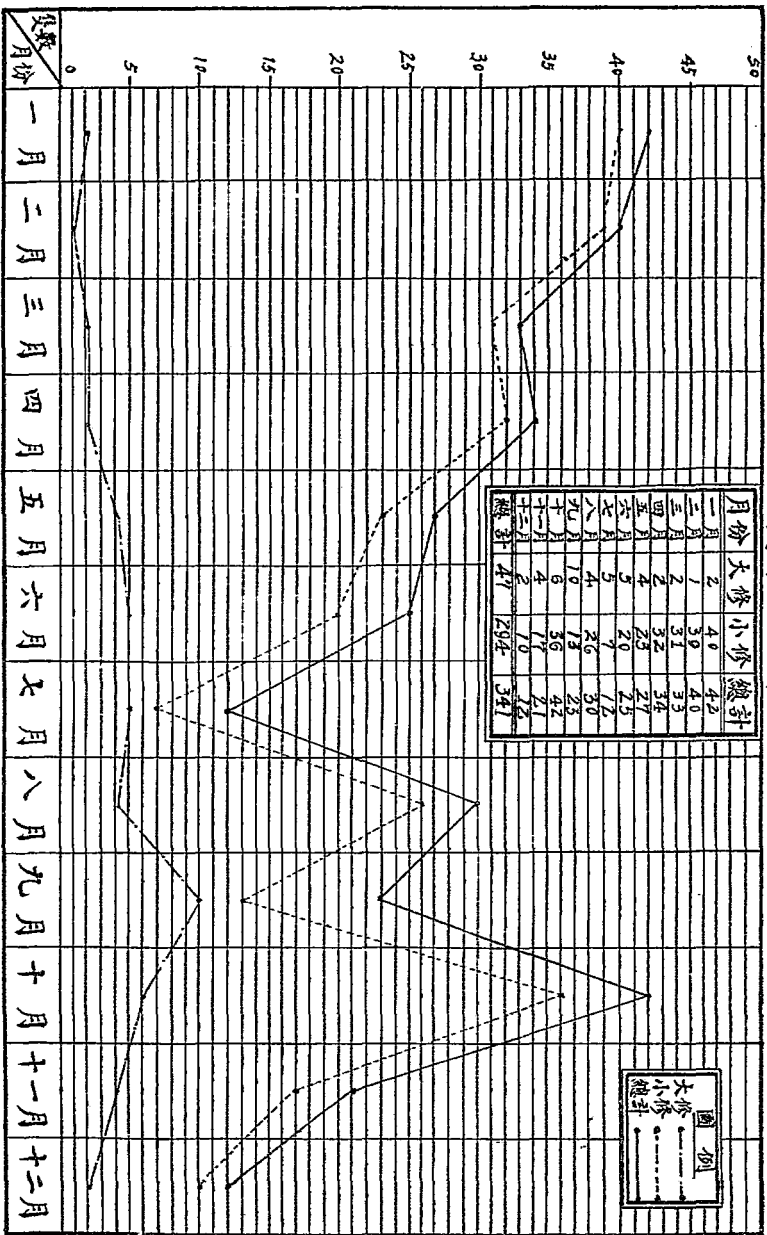 50
45
40
35
30
25
20
15
10
5
0
隻數
月份
一月 二月 三月 四月 五月 六月 七月 八月 九月 十月 十一月 十二月
月份 大修 小修 總計
一月 2 40 42
二月 1 39 40
三月 2 31 33
四月 2 32 34
五月 4 23 27
六月 5 20 25
七月 5 7 12
八月 4 26 30
九月 10 13 23
十月 6 36 42
十一月 4 17 21
十二月 2 10 12
總計 47 294 341
圖例
大修
小修
總計